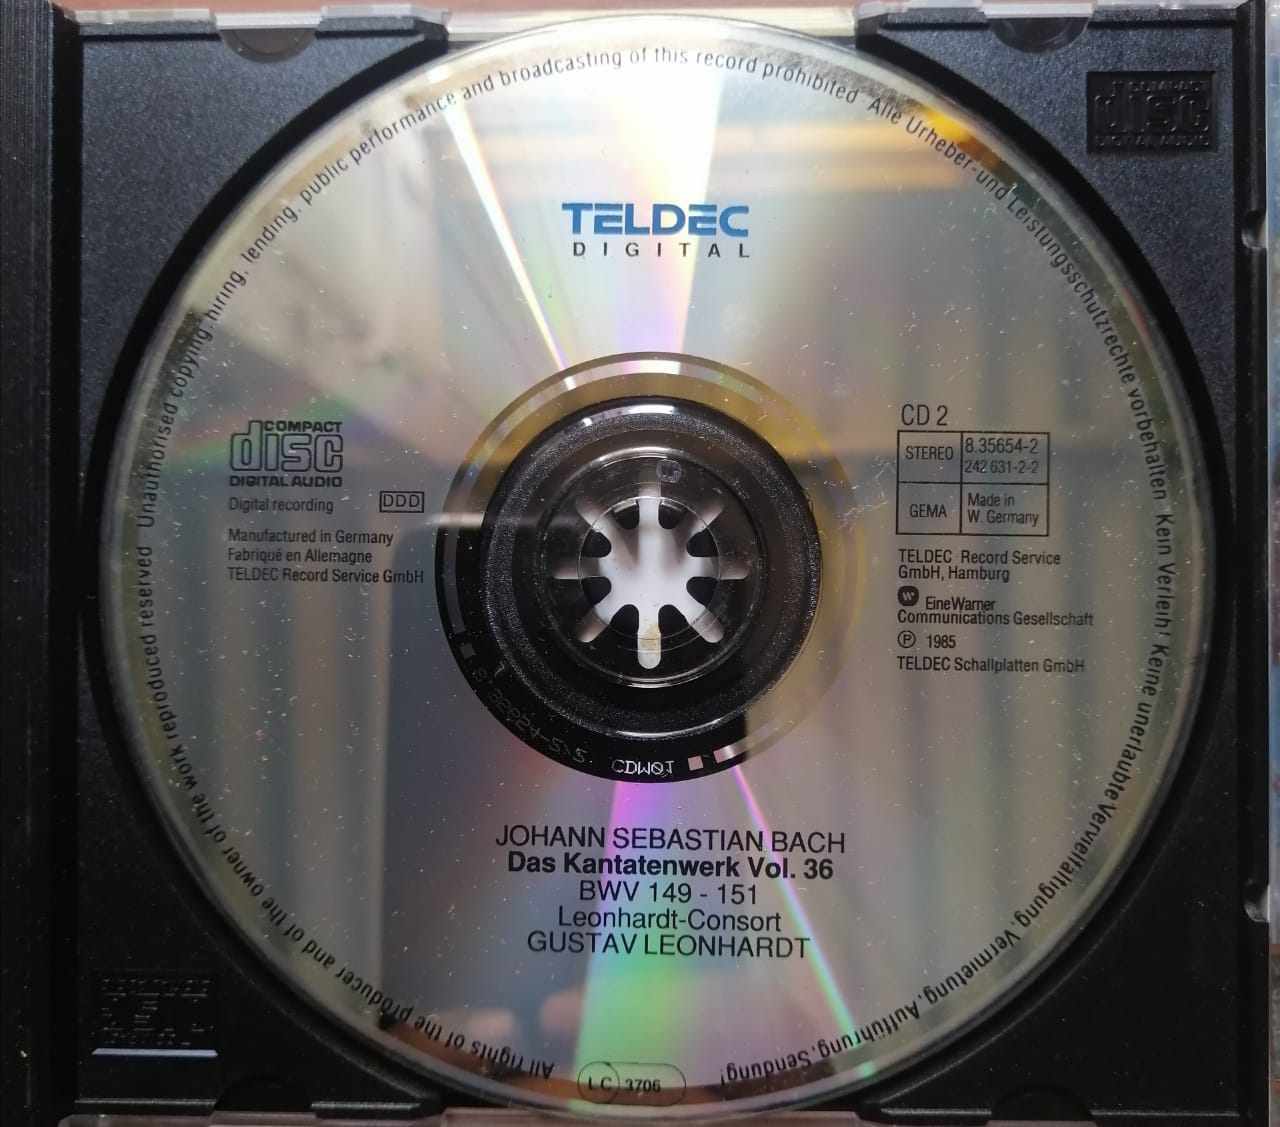 All rights of the producer and of the owner of the work reproduced reserved Unauthorised copying, hiring, lending, public performance and broadcasting of this record prohibited Alle Urheber- und Leistungsschutzrechte vorbehalten Kein Verleih! Keine unerlaubte Vervielfältigung, Vermietung, Aufführung, Sendung!
COMPACT
disc
DIGITAL AUDIO
TELDEC
DIGITAL
COMPACT
disc
DIGITAL AUDIO
Digital recording DDD
Manufactured in Germany
Fabriqué en Allemagne
TELDEC Record Service GmbH
CD 2
STEREO 8.35654-2
242 631-2-2
GEMA Made in
W. Germany
TELDEC Record Service
GmbH, Hamburg
Eine Warner
Communications Gesellschaft
℗ 1985
TELDEC Schallplatten GmbH
CDW01
JOHANN SEBASTIAN BACH
Das Kantatenwerk Vol. 36
BWV 149 - 151
Leonhardt-Consort
GUSTAV LEONHARDT
LC 3706